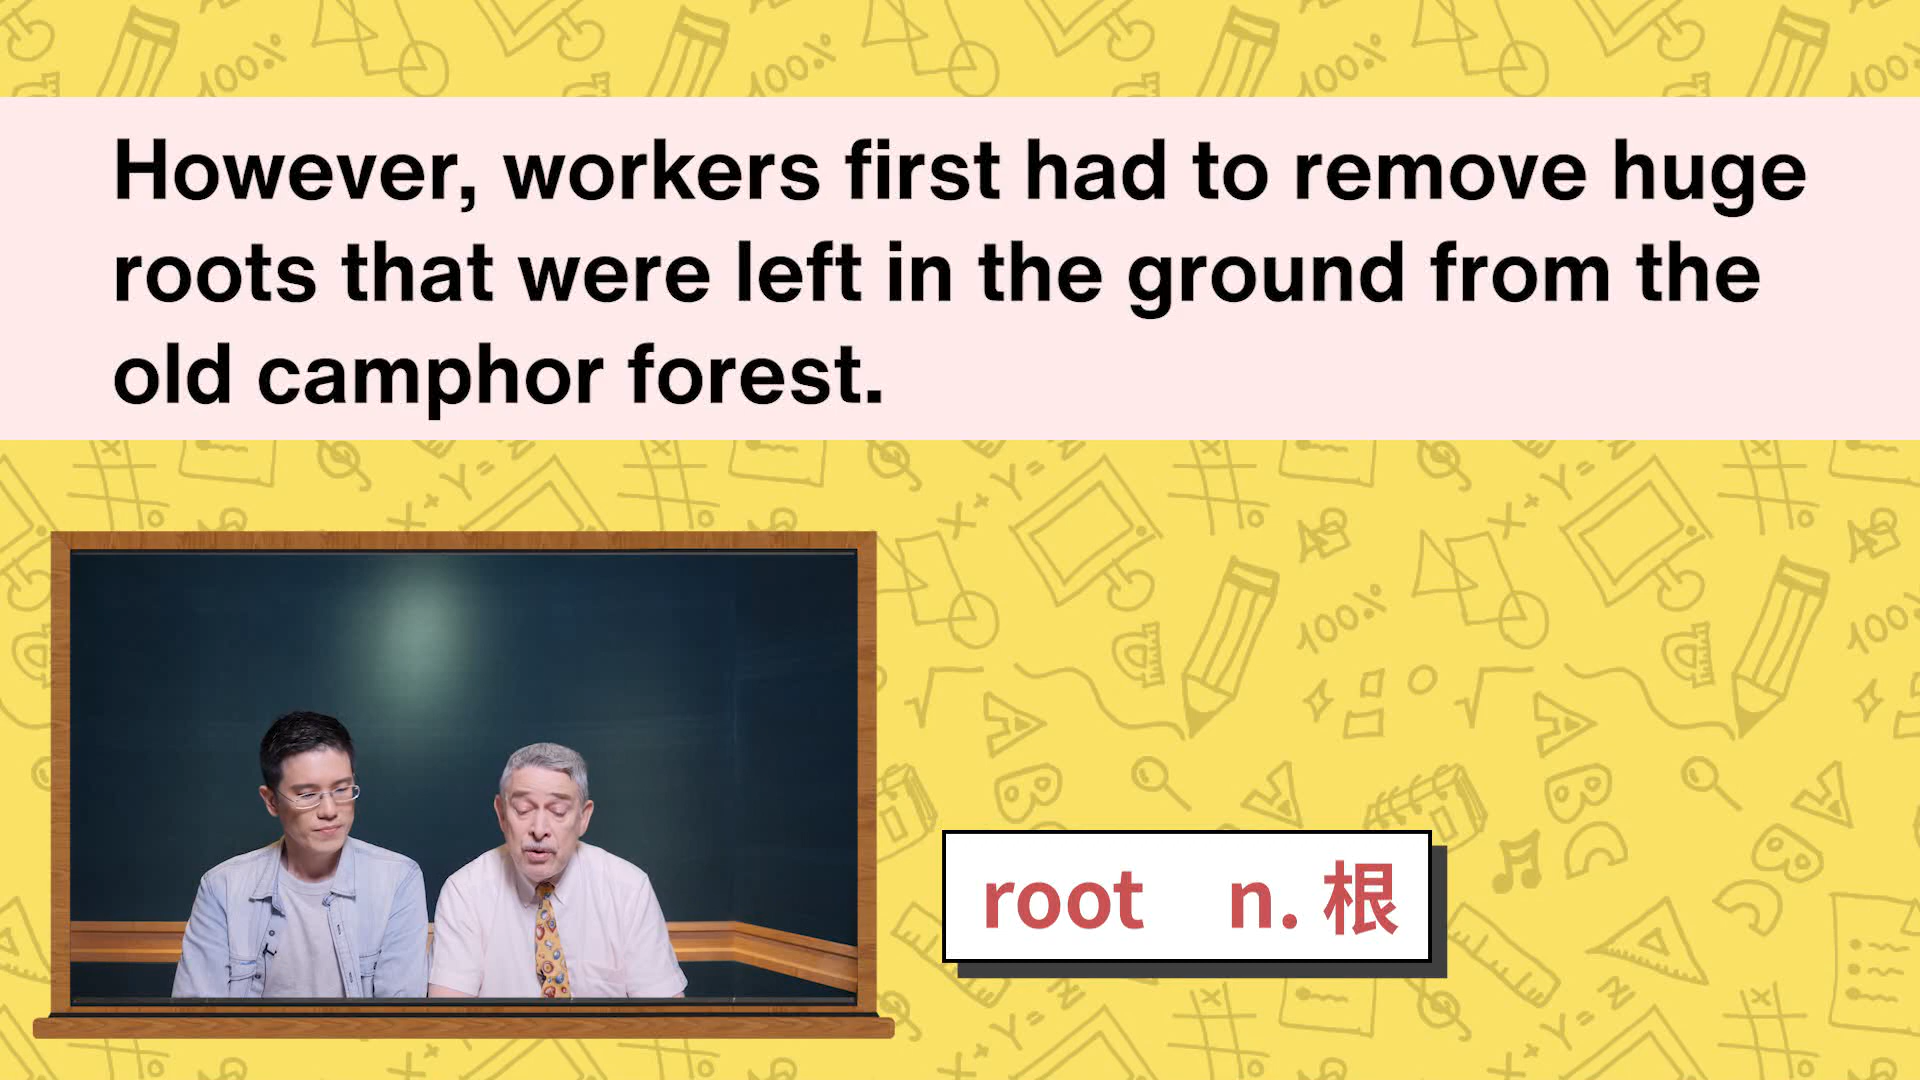 However, workers first had to remove huge
roots that were left in the ground from the
old camphor forest.
root n. 根